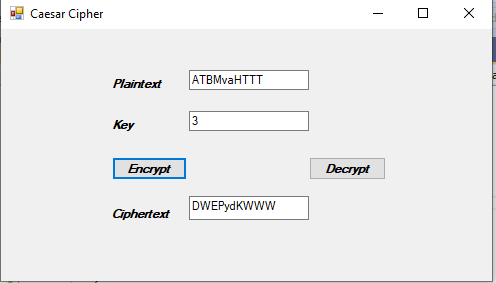 Caesar Cipher
Plaintext ATBMvaHTTT
Key 3
Encrypt Decrypt
Ciphertext DWEPydKWWW